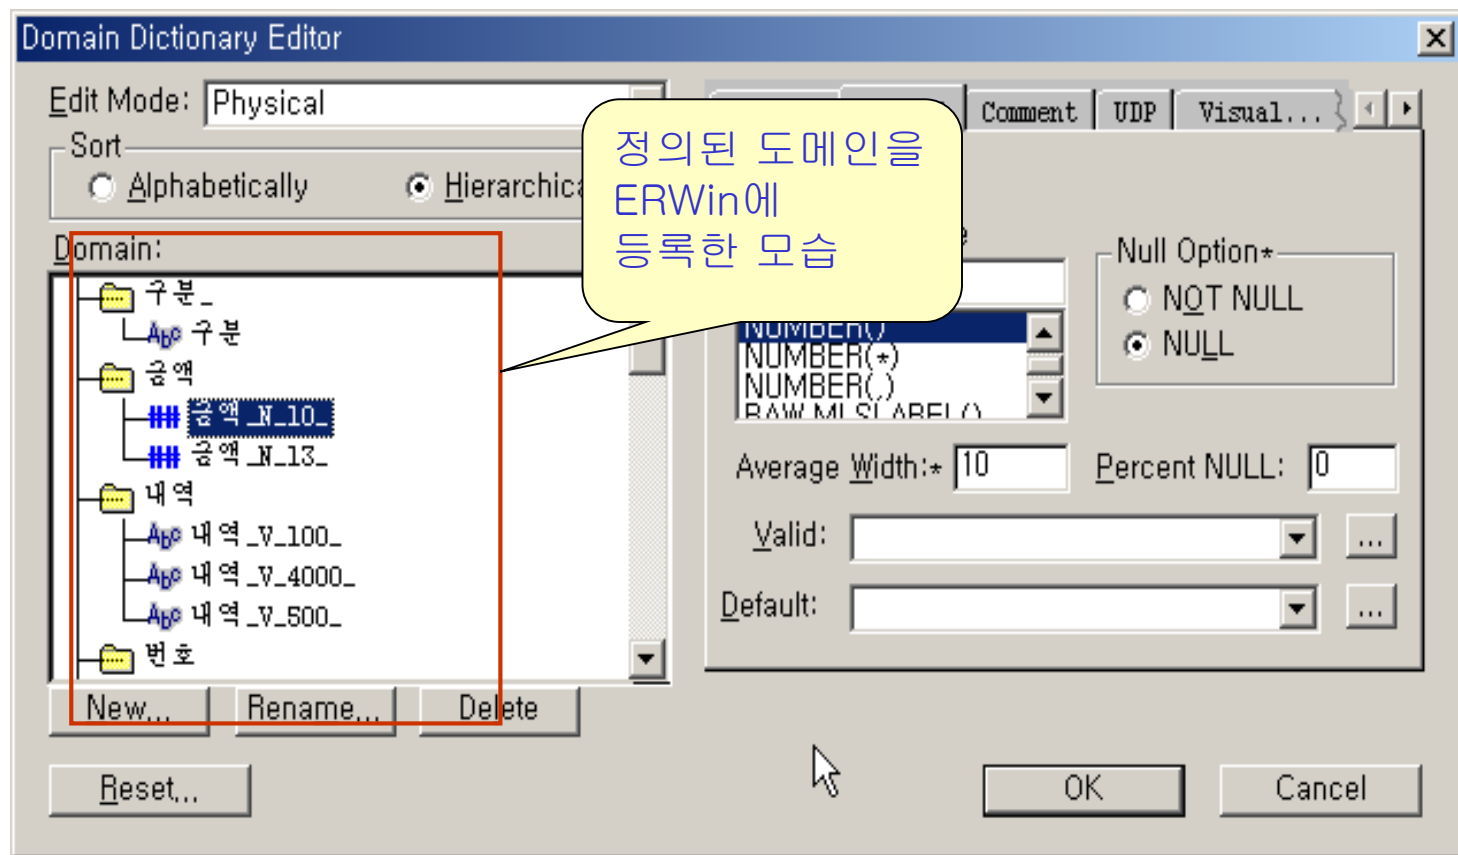 Domain Dictionary Editor
Edit Mode: Physical
Sort
Alphabetically
Domain:
구분_
구분
금액
금액_N_10_
금액_N_13_
내역
내역_V_100_
내역_V_4000_
내역_V_500_
번호
New...
Rename...
Delete
Reset...
정의된 도메인을
ERWin에
등록한 모습
Comment
UDP
Visual...
NUMBER()
NUMBER(*)
NUMBER(,)
RAW MLSLABEL()
Null Option*
NOT NULL
NULL
Average Width:* 10
Percent NULL: 0
Valid:
...
Default:
...
OK
Cancel